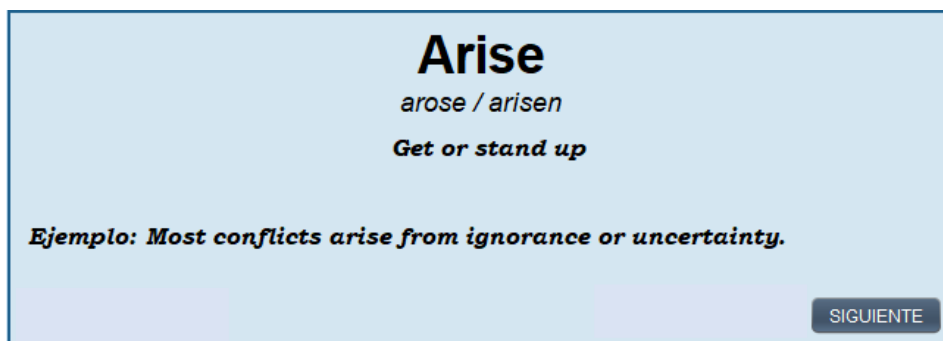 Arise
arose / arisen
Get or stand up
Ejemplo: Most conflicts arise from ignorance or uncertainty.
SIGUIENTE